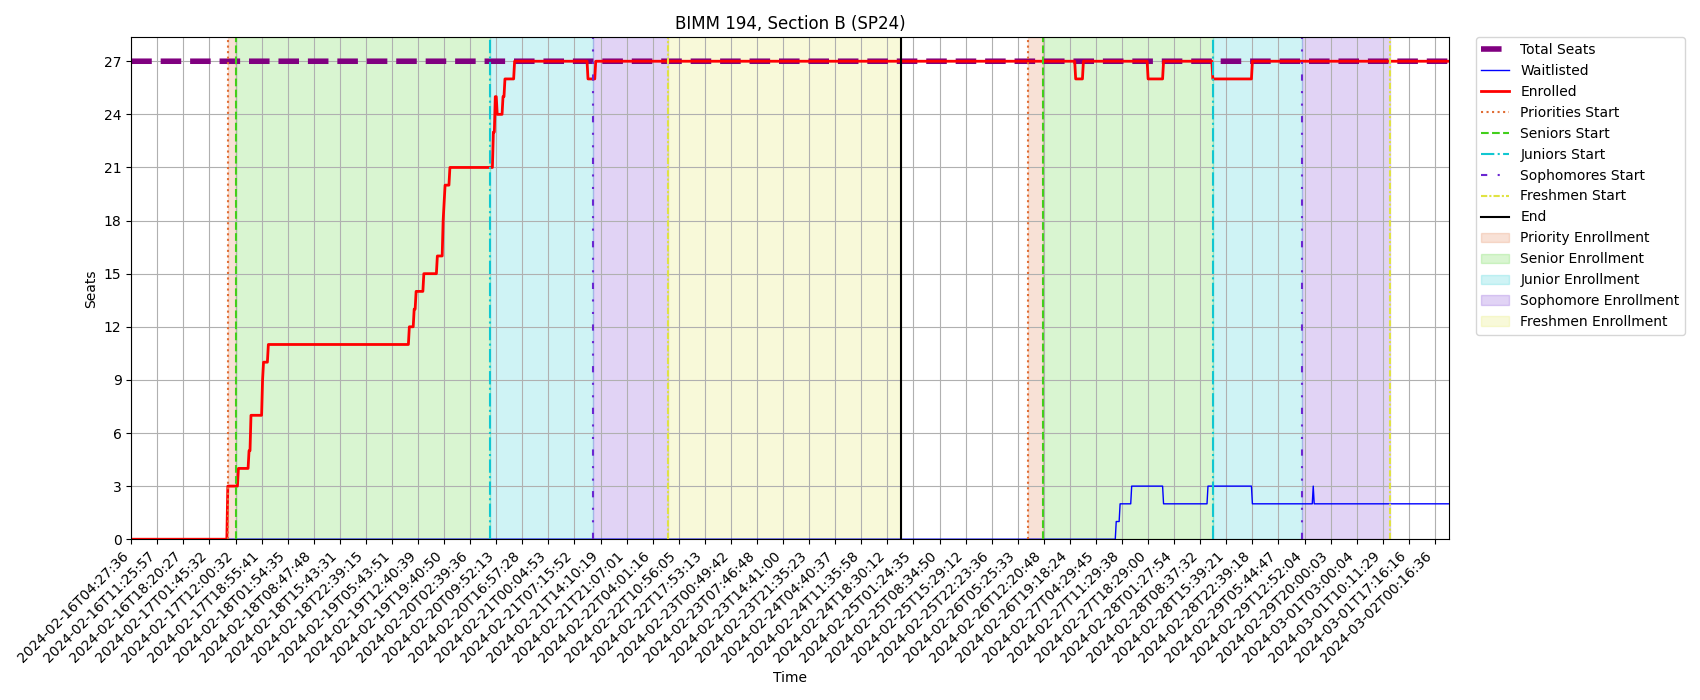 BIMM 194, Section B (SP24)
Seats
27
24
21
18
15
12
9
6
3
0
2024-02-16T04:27:36
2024-02-16T11:25:57
2024-02-16T18:20:27
2024-02-17T01:45:32
2024-02-17T12:00:32
2024-02-17T18:55:41
2024-02-18T01:54:35
2024-02-18T08:47:48
2024-02-18T15:43:31
2024-02-18T22:39:15
2024-02-19T05:43:51
2024-02-19T12:40:39
2024-02-19T19:40:50
2024-02-20T02:39:36
2024-02-20T09:52:13
2024-02-20T16:57:28
2024-02-21T00:04:53
2024-02-21T07:15:52
2024-02-21T14:10:19
2024-02-21T21:07:01
2024-02-22T04:01:16
2024-02-22T10:56:05
2024-02-22T17:53:13
2024-02-23T00:49:42
2024-02-23T07:46:48
2024-02-23T14:41:00
2024-02-23T21:35:23
2024-02-24T04:40:37
2024-02-24T11:35:58
2024-02-24T18:30:12
2024-02-25T01:24:35
2024-02-25T08:34:50
2024-02-25T15:29:12
2024-02-25T22:23:36
2024-02-26T05:25:33
2024-02-26T12:20:48
2024-02-26T19:18:24
2024-02-27T04:29:45
2024-02-27T11:29:38
2024-02-27T18:29:00
2024-02-28T01:27:54
2024-02-28T08:37:32
2024-02-28T15:39:21
2024-02-28T22:39:18
2024-02-29T05:44:47
2024-02-29T12:52:04
2024-02-29T20:00:03
2024-03-01T03:00:04
2024-03-01T10:11:29
2024-03-01T17:16:16
2024-03-02T00:16:36
Time
Total Seats
Waitlisted
Enrolled
Priorities Start
Seniors Start
Juniors Start
Sophomores Start
Freshmen Start
End
Priority Enrollment
Senior Enrollment
Junior Enrollment
Sophomore Enrollment
Freshmen Enrollment